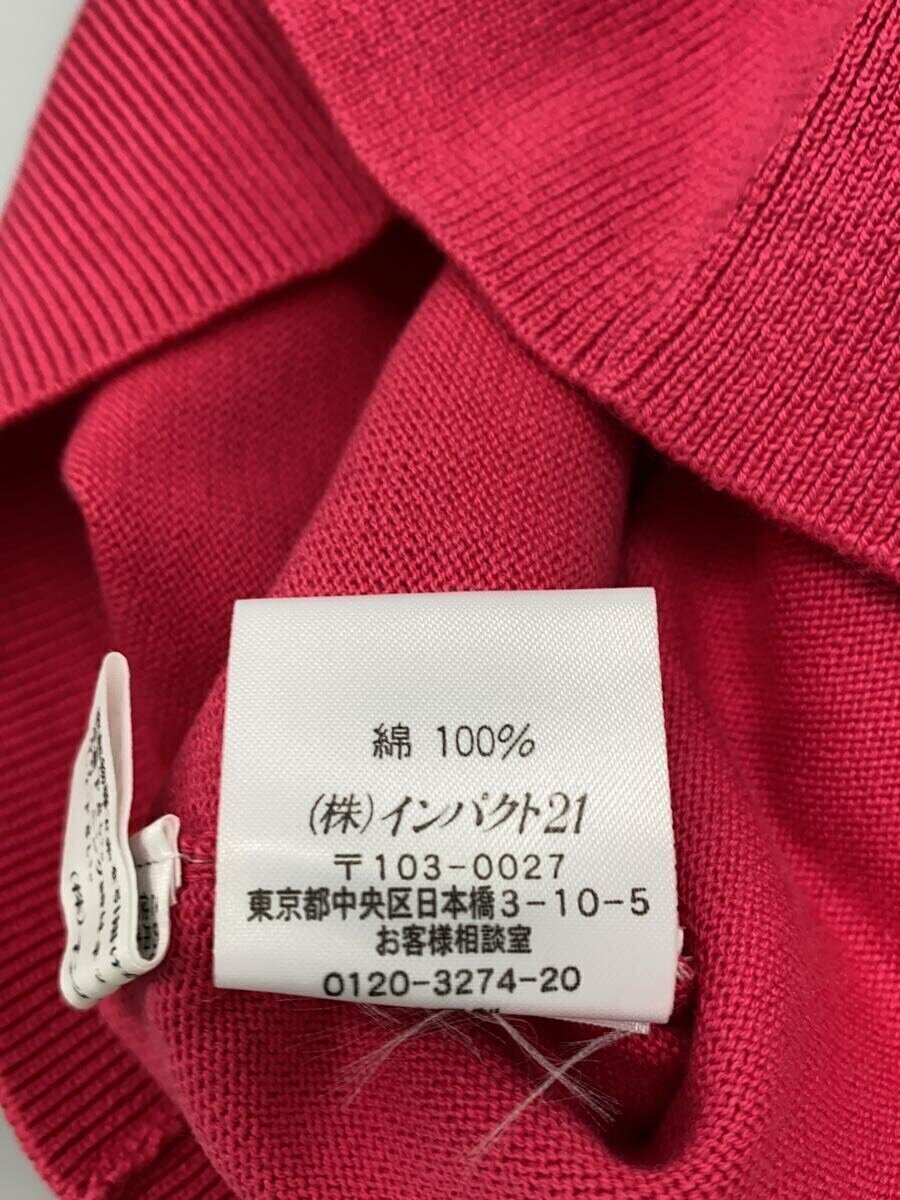 綿 100%
(株)インパクト21
〒103-0027
東京都中央区日本橋3-10-5
お客様相談室
0120-3274-20